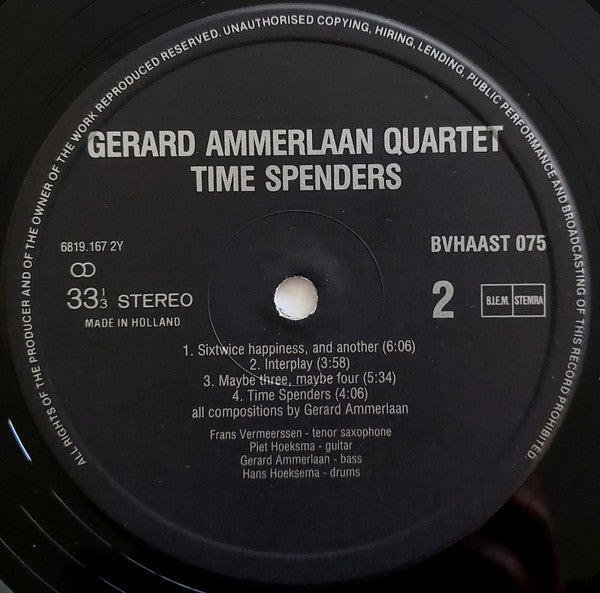 ALL RIGHTS OF THE PRODUCER AND OF THE OWNER OF THE WORK REPRODUCED RESERVED. UNAUTHORISED COPYING, HIRING, LENDING, PUBLIC PERFORMANCE AND BROADCASTING OF THIS RECORD PROHIBITED
GERARD AMMERLAAN QUARTET
TIME SPENDERS
6819.167 2Y
BVHAAST 075
33 1/3 STEREO
2
B.I.E.M. STEMRA
MADE IN HOLLAND
1. Sixtwice happiness, and another (6:06)
2. Interplay (3:58)
3. Maybe three, maybe four (5:34)
4. Time Spenders (4:06)
all compositions by Gerard Ammerlaan
Frans Vermeerssen - tenor saxophone
Piet Hoeksma - guitar
Gerard Ammerlaan - bass
Hans Hoeksema - drums